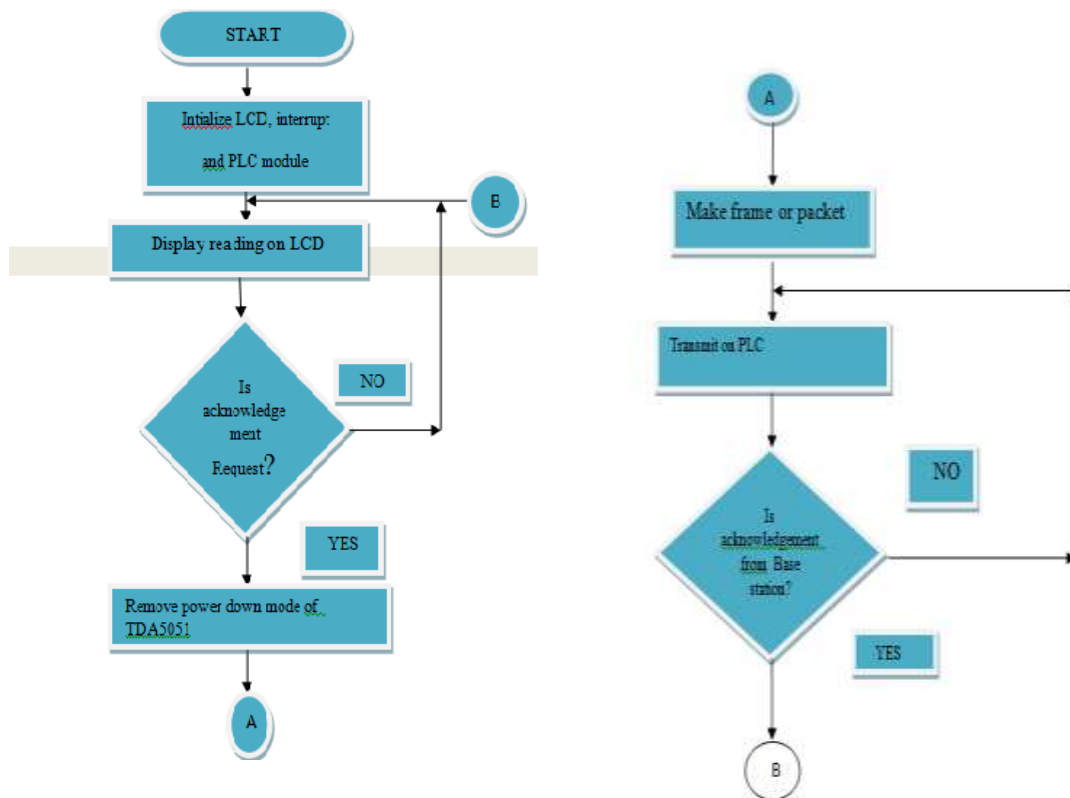 START
Intialize LCD, interrup:
and PLC module
B
Display reading on LCD
Is
acknowledge
ment
Request?
NO
YES
Remove power down mode of
TDA5051
A
A
Make frame or packet
Transmit on PLC
Is
acknowledgement
from Base
station?
NO
YES
B